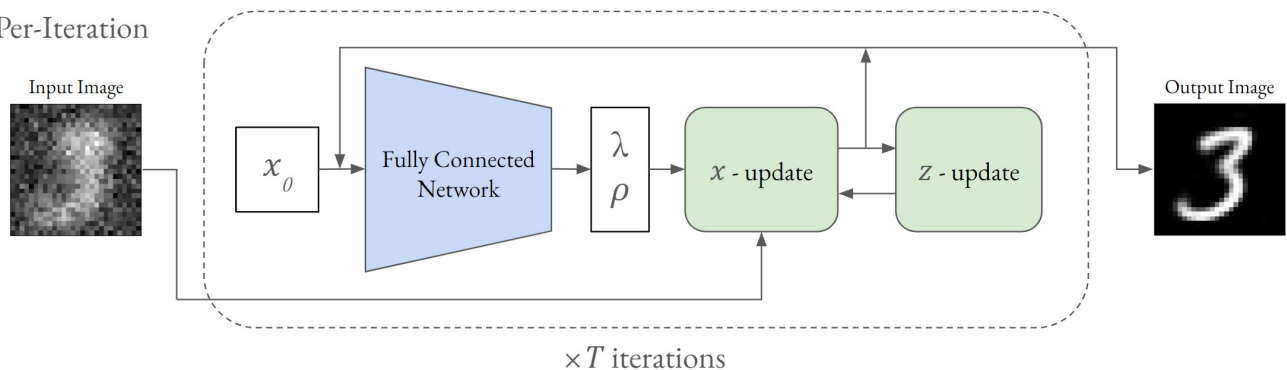 Per-Iteration
Input Image
Output Image
x₀
Fully Connected
Network
λ
ρ
x - update
z - update
×T iterations